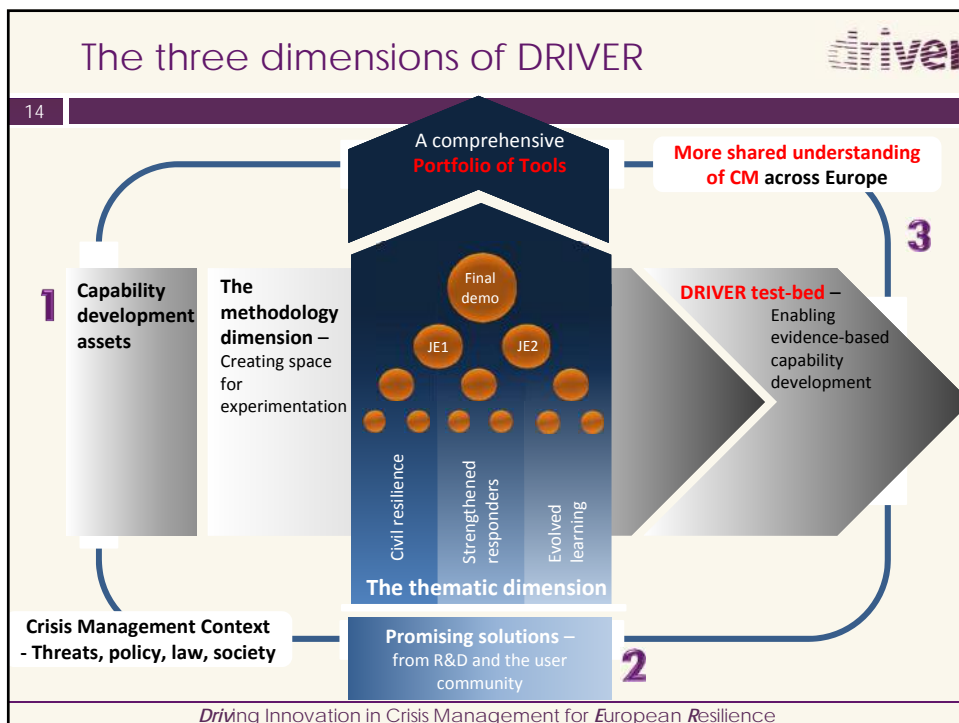 The three dimensions of DRIVER
driver
14
A comprehensive
Portfolio of Tools
More shared understanding
of CM across Europe
3
1
Capability
development
assets
The
methodology
dimension –
Creating space
for
experimentation
Final
demo
JE1
JE2
DRIVER test-bed –
Enabling
evidence-based
capability
development
Civil resilience
Strengthened
responders
Evolved
learning
The thematic dimension
Crisis Management Context
- Threats, policy, law, society
Promising solutions –
from R&D and the user
community
2
Driving Innovation in Crisis Management for European Resilience